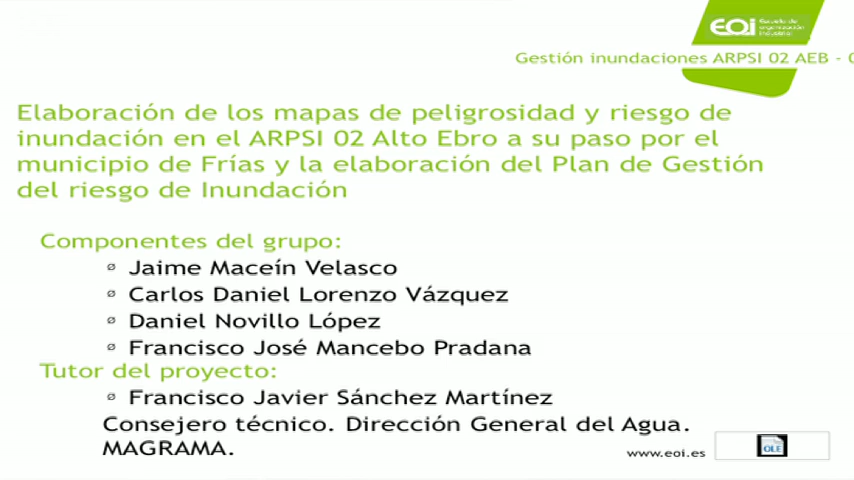 eoi Escuela de
organización
industrial
Gestión inundaciones ARPSI 02 AEB - 0
Elaboración de los mapas de peligrosidad y riesgo de
inundación en el ARPSI 02 Alto Ebro a su paso por el
municipio de Frías y la elaboración del Plan de Gestión
del riesgo de Inundación
Componentes del grupo:
Jaime Maceín Velasco
Carlos Daniel Lorenzo Vázquez
Daniel Novillo López
Francisco José Mancebo Pradana
Tutor del proyecto:
Francisco Javier Sánchez Martínez
Consejero técnico. Dirección General del Agua.
MAGRAMA.
www.eoi.es
OLE